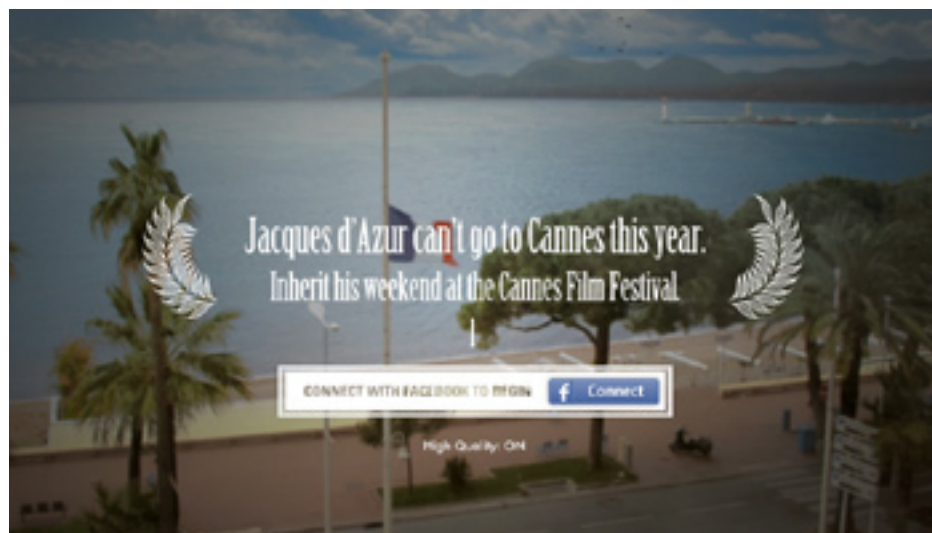 Jacques d'Azur can't go to Cannes this year.
Inherit his weekend at the Cannes Film Festival.
CONNECT WITH FACEBOOK TO BEGIN
f Connect
High Quality: ON